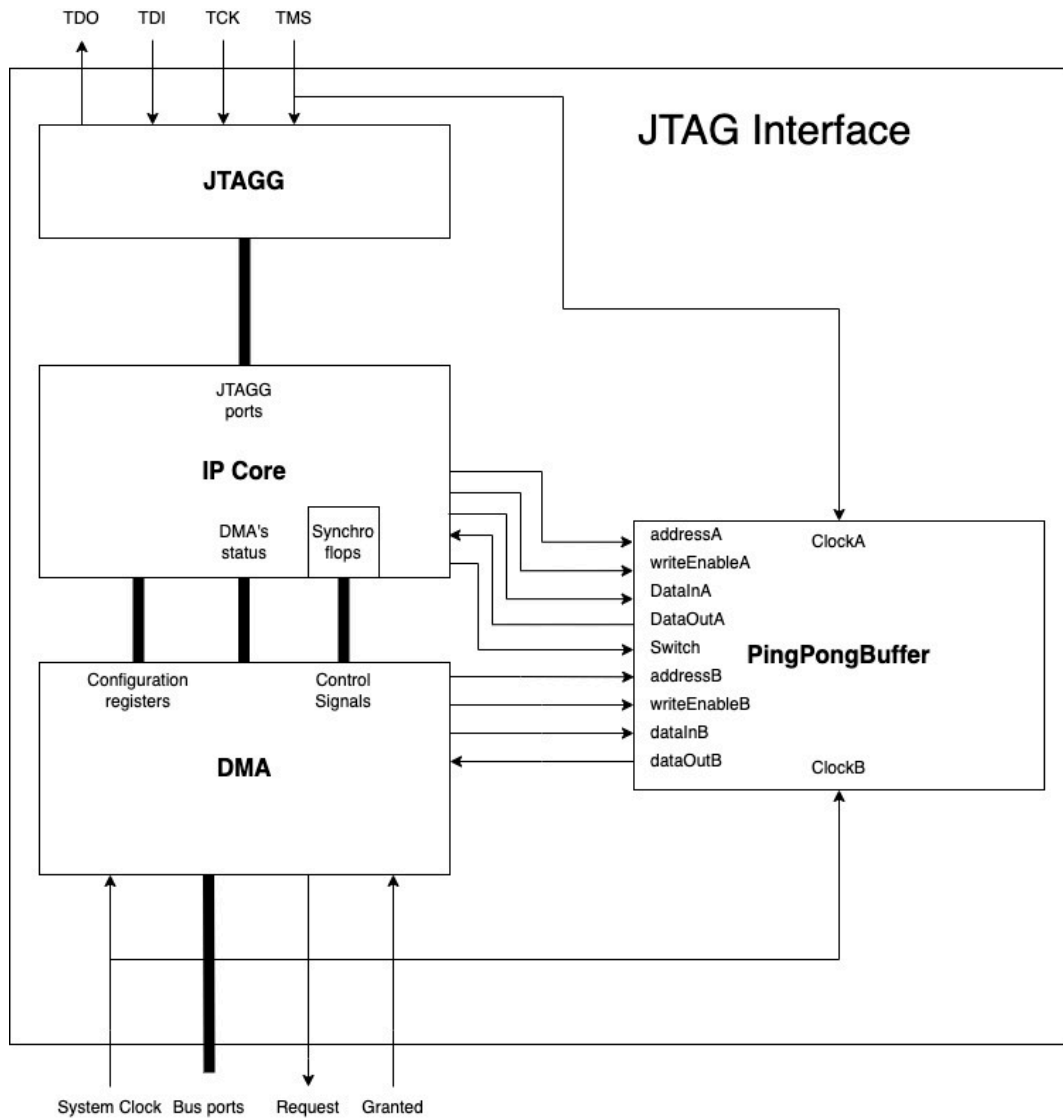 TDO
TDI
TCK
TMS
JTAG Interface
JTAGG
JTAGG
ports
IP Core
DMA's
status
Synchro
flops
addressA
writeEnableA
DataInA
DataOutA
Switch
addressB
writeEnableB
dataInB
dataOutB
ClockA
PingPongBuffer
ClockB
Configuration
registers
Control
Signals
DMA
System Clock
Bus ports
Request
Granted